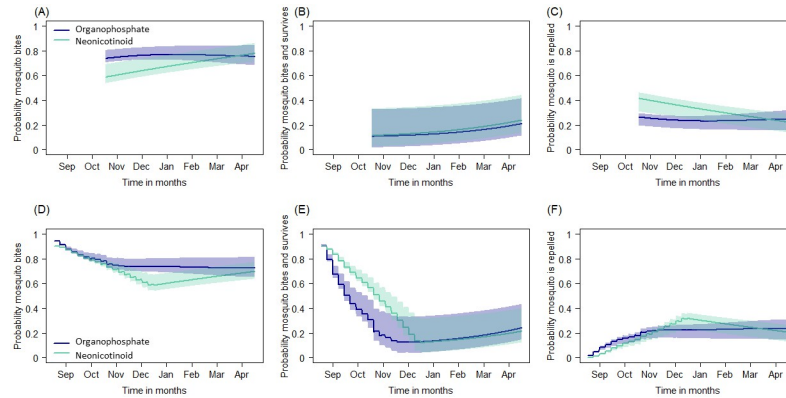 (A)
Probability mosquito bites
1
0.8
0.6
0.4
0.2
0
Organophosphate
Neonicotinoid
Sep Oct Nov Dec Jan Feb Mar Apr
Time in months
(B)
Probability mosquito bites and survives
1
0.8
0.6
0.4
0.2
0
Sep Oct Nov Dec Jan Feb Mar Apr
Time in months
(C)
Probability mosquito is repelled
1
0.8
0.6
0.4
0.2
0
Sep Oct Nov Dec Jan Feb Mar Apr
Time in months
(D)
Probability mosquito bites
1
0.8
0.6
0.4
0.2
0
Organophosphate
Neonicotinoid
Sep Oct Nov Dec Jan Feb Mar Apr
Time in months
(E)
Probability mosquito bites and survives
1
0.8
0.6
0.4
0.2
0
Sep Oct Nov Dec Jan Feb Mar Apr
Time in months
(F)
Probability mosquito is repelled
1
0.8
0.6
0.4
0.2
0
Sep Oct Nov Dec Jan Feb Mar Apr
Time in months